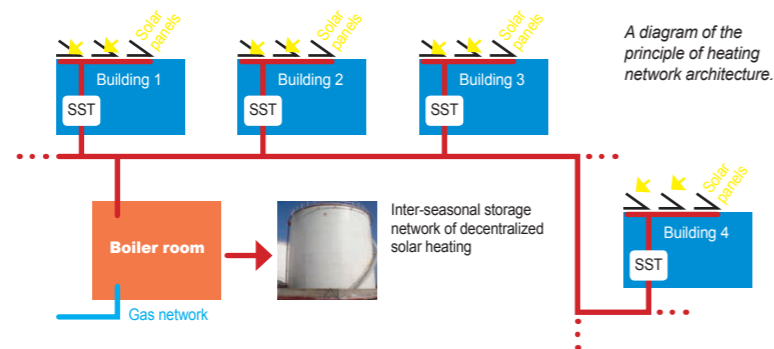 Solar
panels
Solar
panels
Solar
panels
A diagram of the
principle of heating
network architecture.
Building 1
Building 2
Building 3
SST
SST
SST
Solar
panels
Inter-seasonal storage
network of decentralized
solar heating
Boiler room
Building 4
SST
Gas network